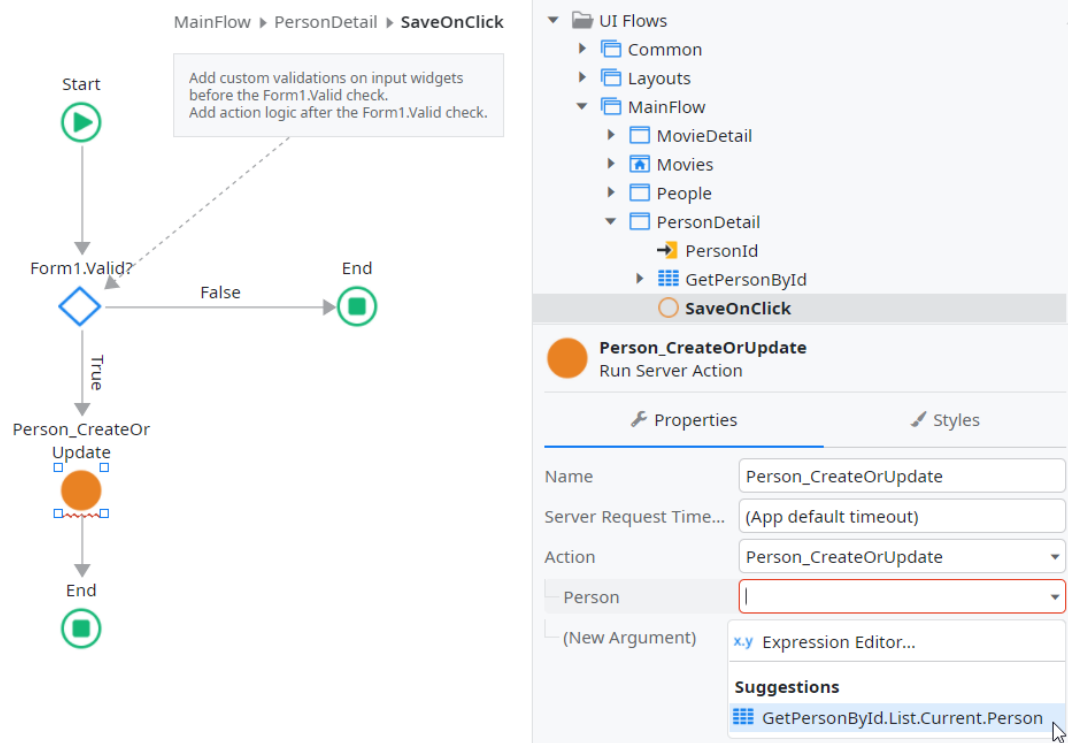 MainFlow PersonDetail SaveOnClick
Add custom validations on input widgets
before the Form1.Valid check.
Add action logic after the Form1.Valid check.
Start
Form1.Valid?
False
End
True
Person_CreateOr
Update
End
UI Flows
Common
Layouts
MainFlow
MovieDetail
Movies
People
PersonDetail
PersonId
GetPersonById
SaveOnClick
Person_CreateOrUpdate
Run Server Action
Properties
Styles
Name Person_CreateOrUpdate
Server Request Time... (App default timeout)
Action Person_CreateOrUpdate
Person
(New Argument)
x.y Expression Editor...
Suggestions
GetPersonById.List.Current.Person